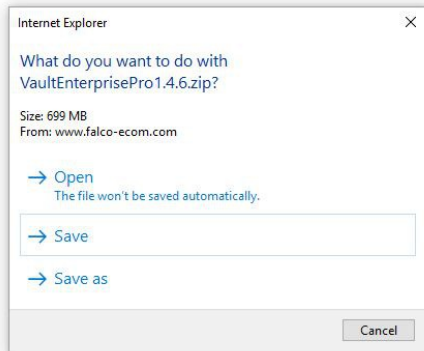 Internet Explorer
What do you want to do with
VaultEnterprisePro1.4.6.zip?
Size: 699 MB
From: www.falco-ecom.com
Open
The file won't be saved automatically.
Save
Save as
Cancel